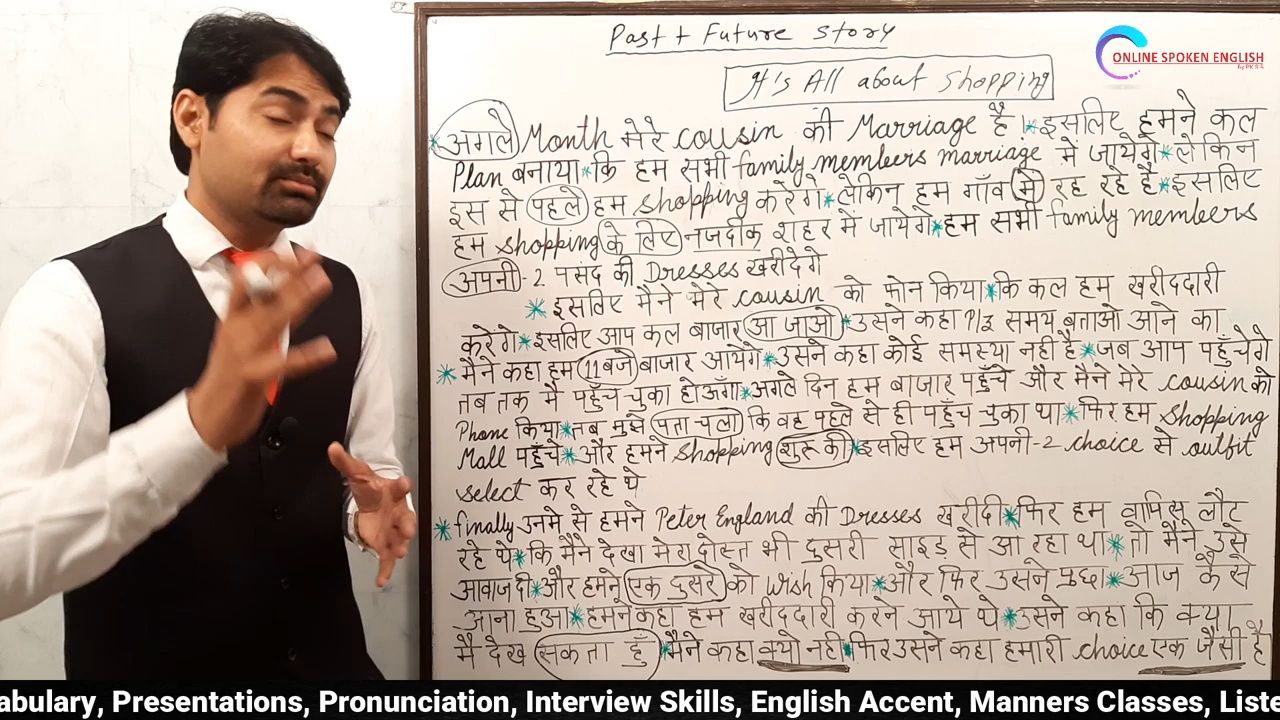 Past + Future Story
It's All about Shopping
ONLINE SPOKEN ENGLISH
*अगले Month मेरे cousin की Marriage है।*इसलिए हमने कल
Plan बनाया*कि हम सभी family members marriage में जायेंगे*लेकिन
इस से पहले हम shopping करेंगे*लेकिन हम गाँव में रह रहे है*इसलिए
हम shopping के लिए नजदीक शहर में जायेंगे*हम सभी family members
अपनी-2 पसंद की Dresses खरीदेंगे
*इसलिए मैंने मेरे cousin को फोन किया*कि कल हम खरीददारी
करेंगे*इसलिए आप कल बाजार आ जाओ*उसने कहा Plz समय बताओ आने का
*मैंने कहा हम 11बजे बाजार आयेंगे*उसने कहा कोई समस्या नहीं है*जब आप पहुँचेंगे
तब तक मैं पहुँच चुका होऊँगा*अगले दिन हम बाजार पहुँचे और मैंने मेरे cousin को
Phone किया*तब मुझे पता चला कि वह पहले से ही पहुँच चुका था*फिर हम Shopping
Mall पहुँचे*और हमने Shopping शुरू की*इसलिए हम अपनी-2 choice से outfit
select कर रहे थे
*finally उनमे से हमने Peter England की Dresses खरीदी*फिर हम वापिस लौट
रहे थे*कि मैंने देखा मेरा दोस्त भी दुसरी साइड से आ रहा था*तो मैंने उसे
आवाज दी*और हमने एक दुसरे को Wish किया*और फिर उसने पुछा*आज कैसे
आना हुआ*हमने कहा हम खरीददारी करने आये थे*उसने कहा कि क्या
मै देख सकता हुँ*मैंने कहा क्यो नही*फिर उसने कहा हमारी choice एक जैसी है
abulary, Presentations, Pronunciation, Interview Skills, English Accent, Manners Classes, Liste